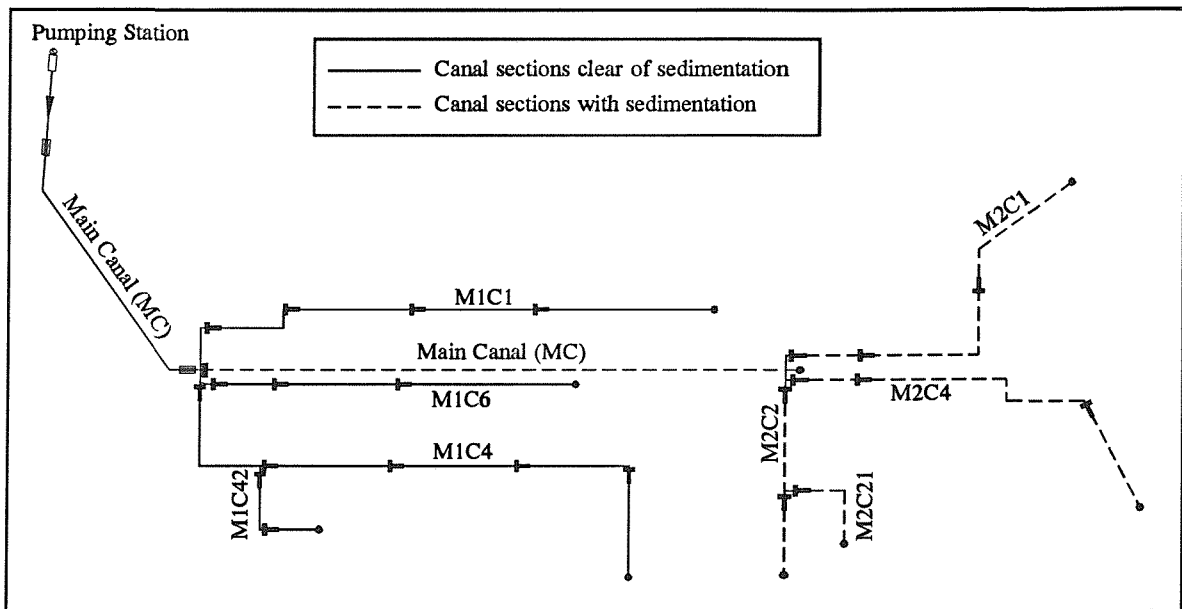 Pumping Station
Canal sections clear of sedimentation
Canal sections with sedimentation
Main Canal (MC)
M2C1
M1C1
Main Canal (MC)
M1C6
M2C4
M2C2
M1C4
M1C42
M2C21